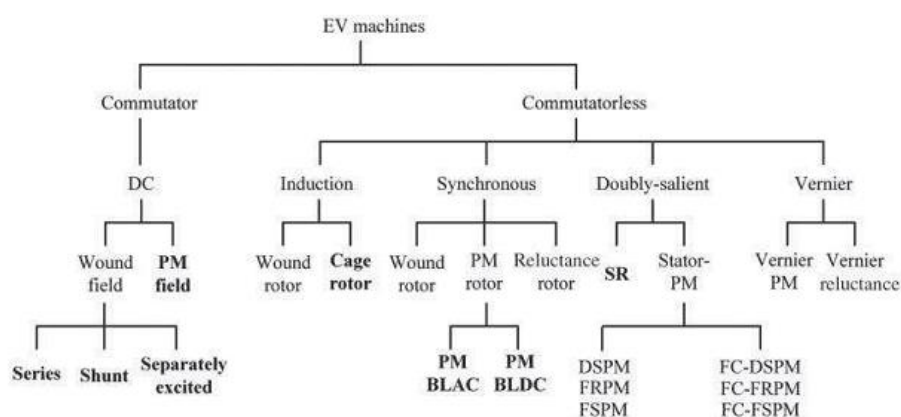 EV machines
Commutator
Commutatorless
DC
Induction
Synchronous
Doubly-salient
Vernier
Wound
field
PM
field
Wound
rotor
Cage
rotor
Wound
rotor
PM
rotor
Reluctance
rotor
SR
Stator-
PM
Vernier
PM
Vernier
reluctance
Series
Shunt
Separately
excited
PM
BLAC
PM
BLDC
DSPM
FRPM
FSPM
FC-DSPM
FC-FRPM
FC-FSPM